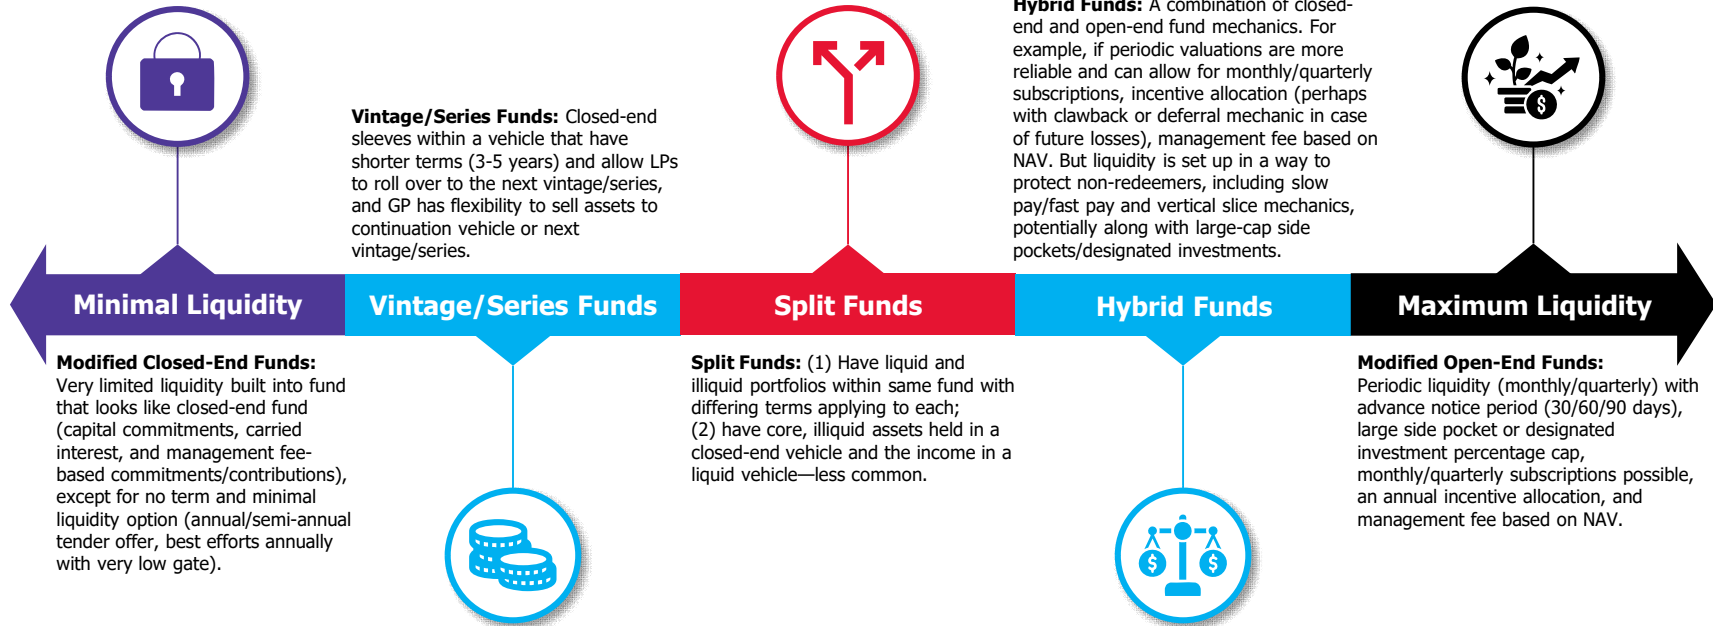 Hybrid Funds: A combination of closed-
end and open-end fund mechanics. For
example, if periodic valuations are more
reliable and can allow for monthly/quarterly
subscriptions, incentive allocation (perhaps
with clawback or deferral mechanic in case
of future losses), management fee based on
NAV. But liquidity is set up in a way to
protect non-redeemers, including slow
pay/fast pay and vertical slice mechanics,
potentially along with large-cap side
pockets/designated investments.
Vintage/Series Funds: Closed-end
sleeves within a vehicle that have
shorter terms (3-5 years) and allow LPs
to roll over to the next vintage/series,
and GP has flexibility to sell assets to
continuation vehicle or next
vintage/series.
Minimal Liquidity
Vintage/Series Funds
Split Funds
Hybrid Funds
Maximum Liquidity
Modified Closed-End Funds:
Very limited liquidity built into fund
that looks like closed-end fund
(capital commitments, carried
interest, and management fee-
based commitments/contributions),
except for no term and minimal
liquidity option (annual/semi-annual
tender offer, best efforts annually
with very low gate).
Split Funds: (1) Have liquid and
illiquid portfolios within same fund with
differing terms applying to each;
(2) have core, illiquid assets held in a
closed-end vehicle and the income in a
liquid vehicle—less common.
Modified Open-End Funds:
Periodic liquidity (monthly/quarterly) with
advance notice period (30/60/90 days),
large side pocket or designated
investment percentage cap,
monthly/quarterly subscriptions possible,
an annual incentive allocation, and
management fee based on NAV.
$
$
$